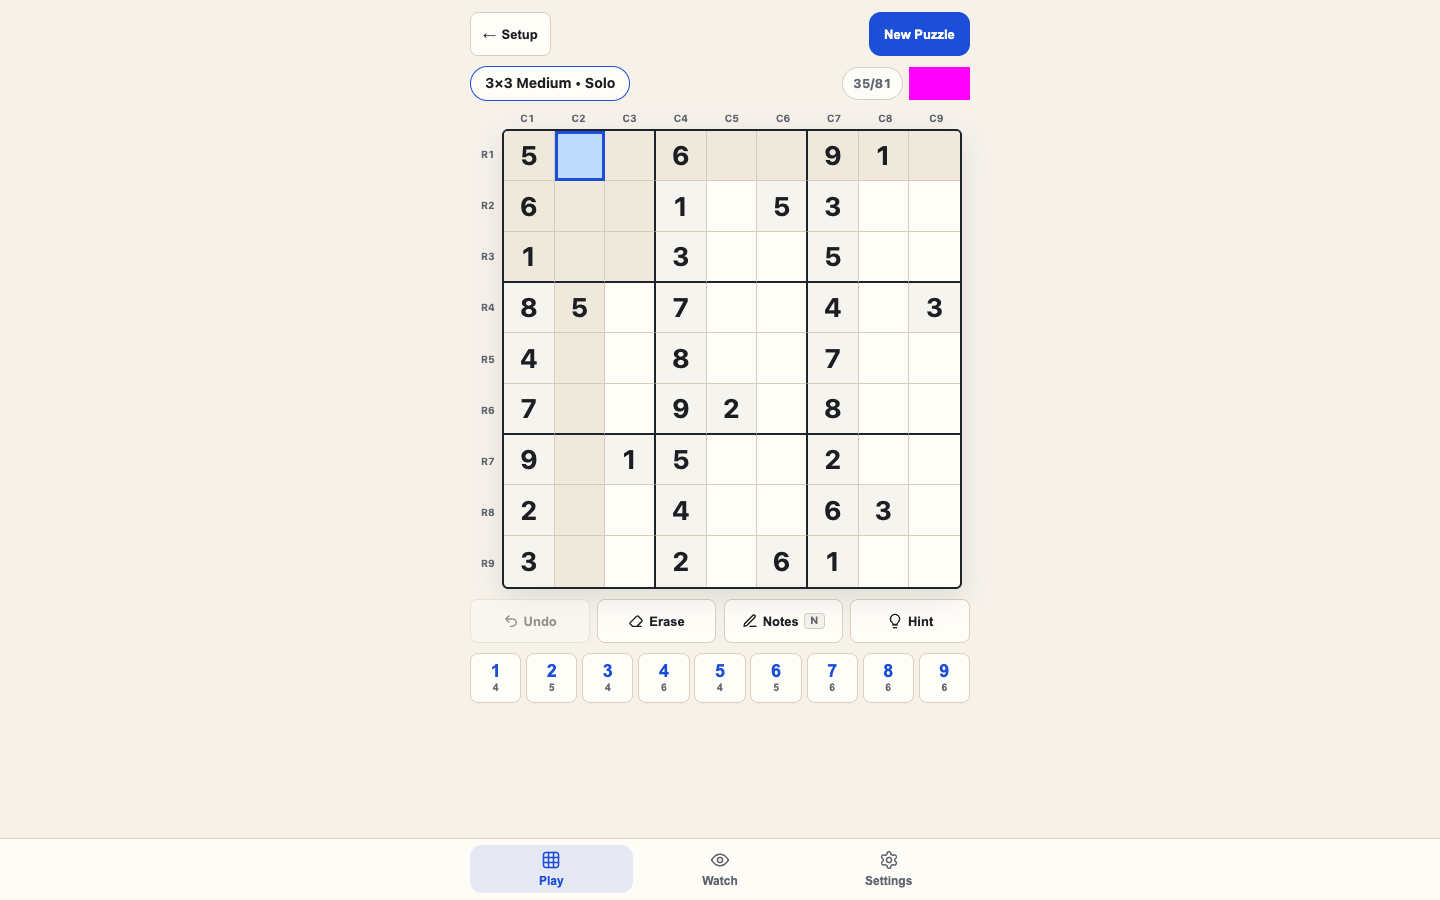 ← Setup
New Puzzle
3×3 Medium • Solo
35/81
C1 C2 C3 C4 C5 C6 C7 C8 C9
R1 5 6 9 1
R2 6 1 5 3
R3 1 3 5
R4 8 5 7 4 3
R5 4 8 7
R6 7 9 2 8
R7 9 1 5 2
R8 2 4 6 3
R9 3 2 6 1
Undo
Erase
Notes N
Hint
1 2 3 4 5 6 7 8 9
4 5 4 6 4 5 6 6 6
Play
Watch
Settings